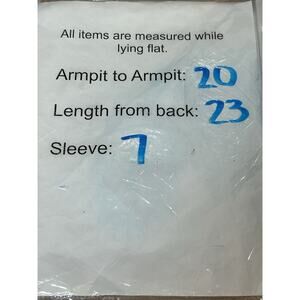 All items are measured while
lying flat.
Armpit to Armpit: 20
Length from back: 23
Sleeve: 7